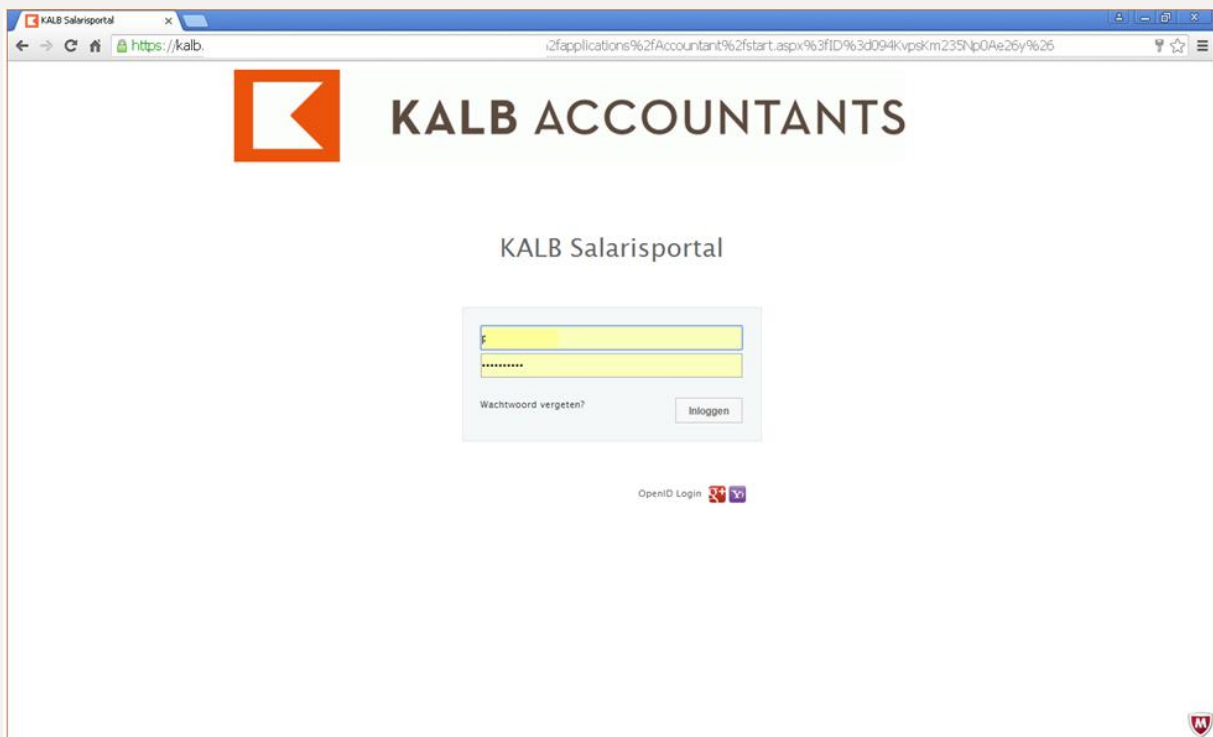 KALB Salarisportal
https://kalb. 2fapplications%2fAccountant%2fstart.aspx%3fID%3d094KvpsKm235Np0Ae26y%26
KALB ACCOUNTANTS
KALB Salarisportal
••••••••••
Wachtwoord vergeten?
Inloggen
OpenID Login